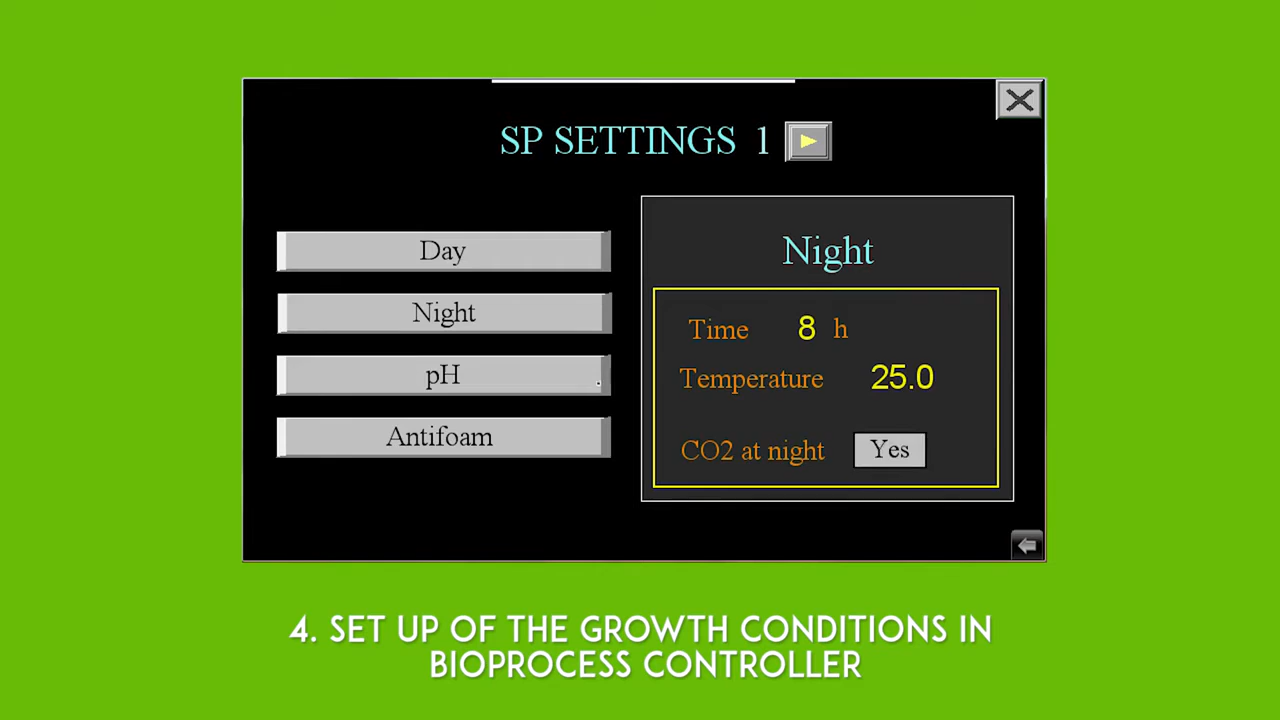 SP SETTINGS 1
Day
Night
pH
Antifoam
Night
Time 8 h
Temperature 25.0
CO2 at night Yes
4. SET UP OF THE GROWTH CONDITIONS IN
BIOPROCESS CONTROLLER